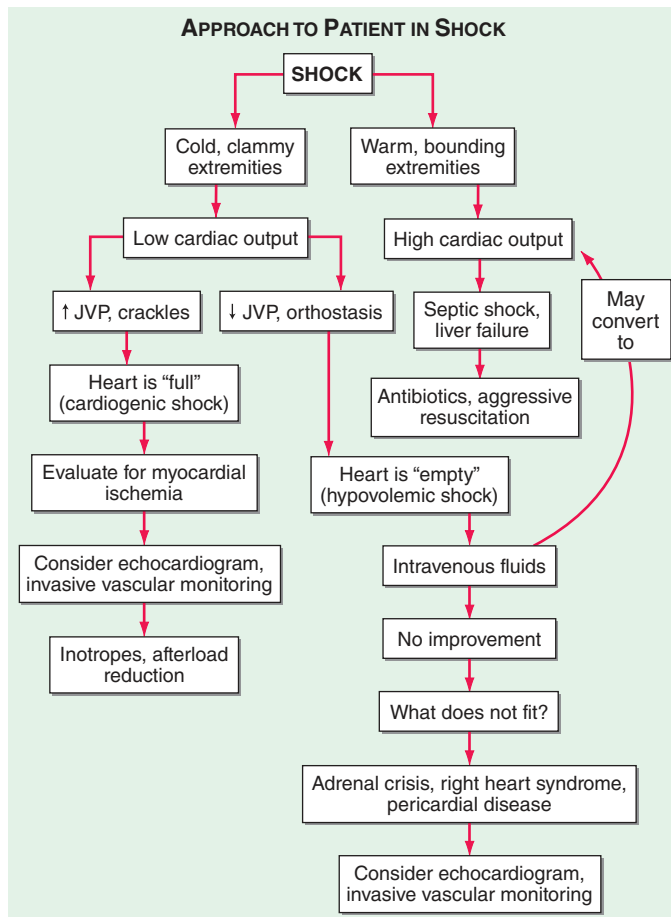 APPROACH TO PATIENT IN SHOCK
SHOCK
Cold, clammy
extremities
Warm, bounding
extremities
Low cardiac output
High cardiac output
↑ JVP, crackles
↓ JVP, orthostasis
Septic shock,
liver failure
May
convert
to
Heart is “full”
(cardiogenic shock)
Antibiotics, aggressive
resuscitation
Evaluate for myocardial
ischemia
Heart is “empty”
(hypovolemic shock)
Consider echocardiogram,
invasive vascular monitoring
Intravenous fluids
Inotropes, afterload
reduction
No improvement
What does not fit?
Adrenal crisis, right heart syndrome,
pericardial disease
Consider echocardiogram,
invasive vascular monitoring